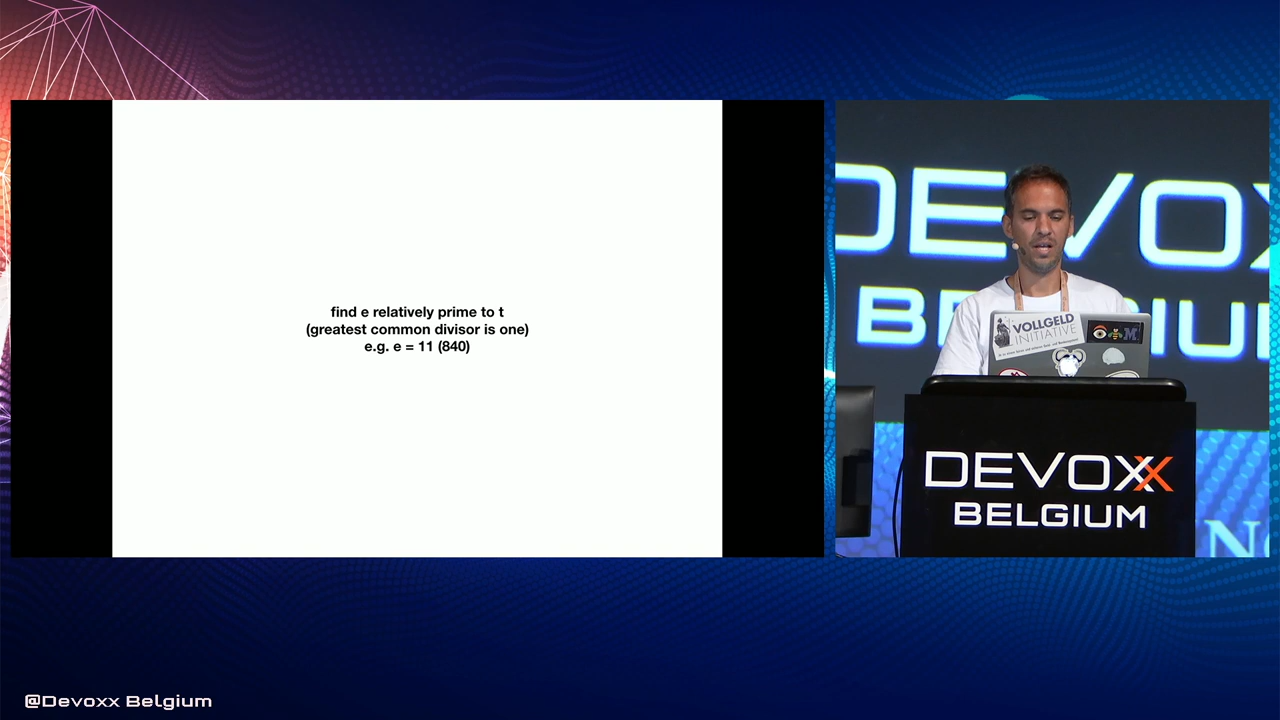 find e relatively prime to t
(greatest common divisor is one)
e.g. e = 11 (840)
DEVOX
BELGIU
VOLLGELD
INITIATIVE
DEVOXX
BELGIUM
@Devoxx Belgium